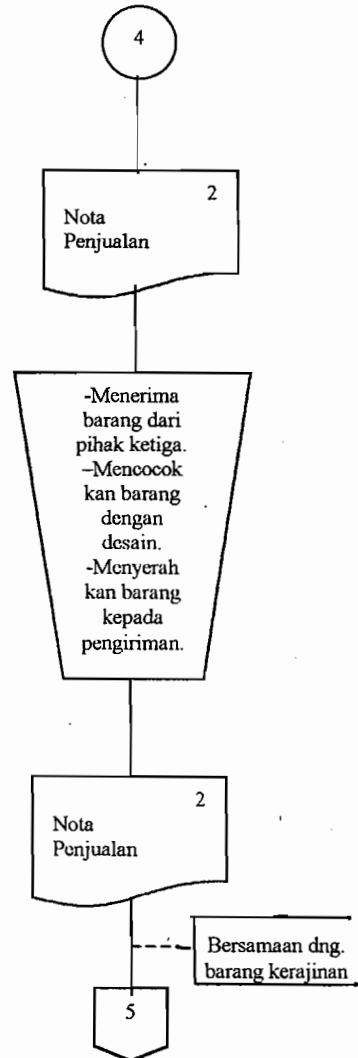 4
2
Nota
Penjualan
-Menerima
barang dari
pihak ketiga.
–Mencocok
kan barang
dengan
desain.
-Menyerah
kan barang
kepada
pengiriman.
2
Nota
Penjualan
Bersamaan dng.
barang kerajinan
5